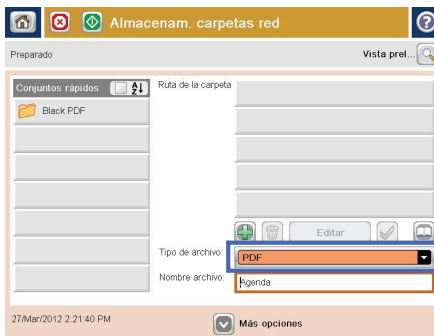 Almacenam. carpetas red
Preparado
Vista prel...
Conjuntos rápidos
Ruta de la carpeta
Black PDF
Editar
Tipo de archivo:
PDF
Nombre archivo:
Agenda
27/Mar/2012 2:21:40 PM
Más opciones